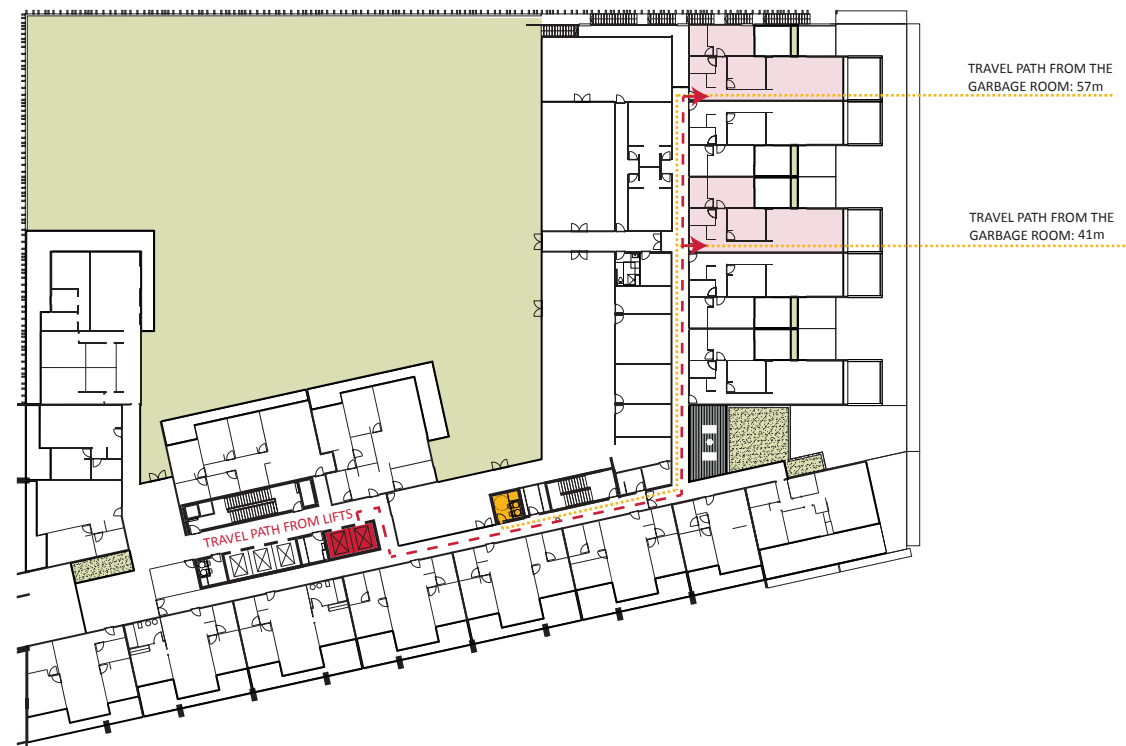 TRAVEL PATH FROM THE
GARBAGE ROOM: 57m
TRAVEL PATH FROM THE
GARBAGE ROOM: 41m
TRAVEL PATH FROM LIFTS